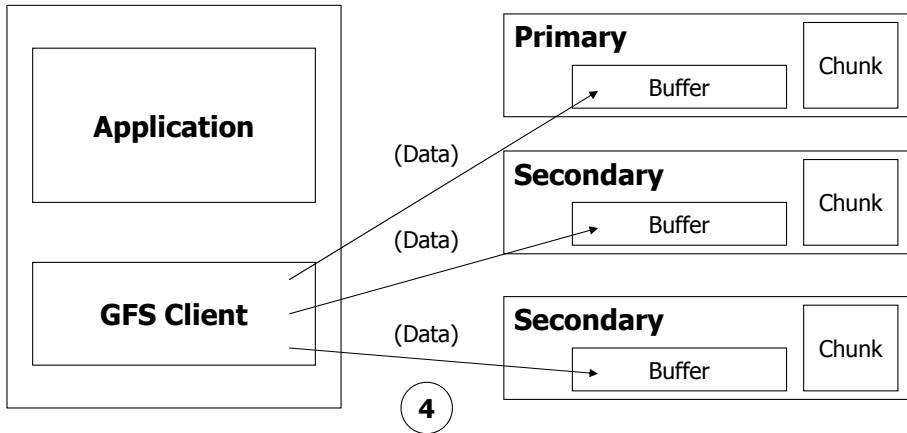 Primary
Chunk
Buffer
Application
(Data)
Secondary
Chunk
Buffer
(Data)
GFS Client
(Data)
Secondary
Chunk
Buffer
4